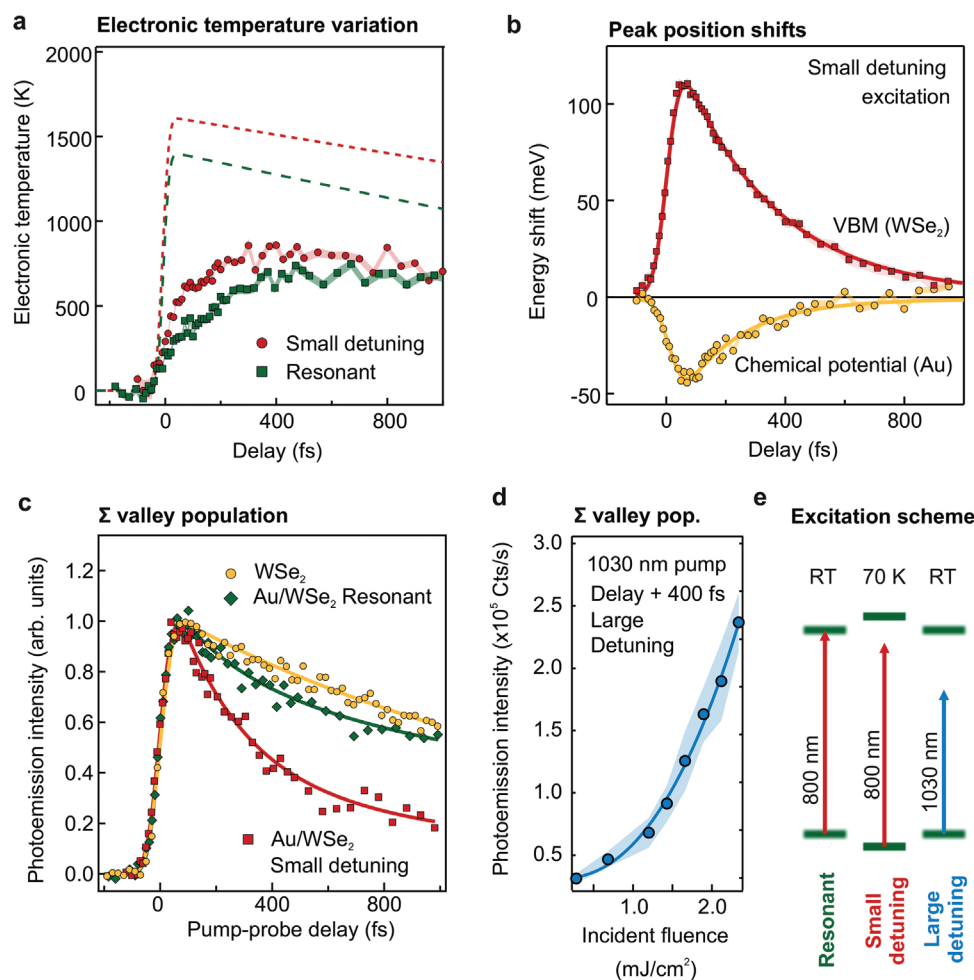 a
Electronic temperature variation
2000
1500
1000
500
0
Electronic temperature (K)
Small detuning
Resonant
0
200
400
600
800
Delay (fs)
b
Peak position shifts
Small detuning
excitation
100
50
0
-50
Energy shift (meV)
VBM (WSe₂)
Chemical potential (Au)
0
400
800
Delay (fs)
c
Σ valley population
1.2
1.0
0.8
0.6
0.4
0.2
0.0
Photoemission intensity (arb. units)
WSe₂
Au/WSe₂ Resonant
Au/WSe₂
Small detuning
0
400
800
Pump-probe delay (fs)
d
Σ valley pop.
3.0
2.5
2.0
1.5
1.0
0.5
Photoemission intensity (x10⁵ Cts/s)
1030 nm pump
Delay + 400 fs
Large
Detuning
1.0
2.0
Incident fluence
(mJ/cm²)
e
Excitation scheme
RT 70 K RT
800 nm
800 nm
1030 nm
Resonant
Small
detuning
Large
detuning